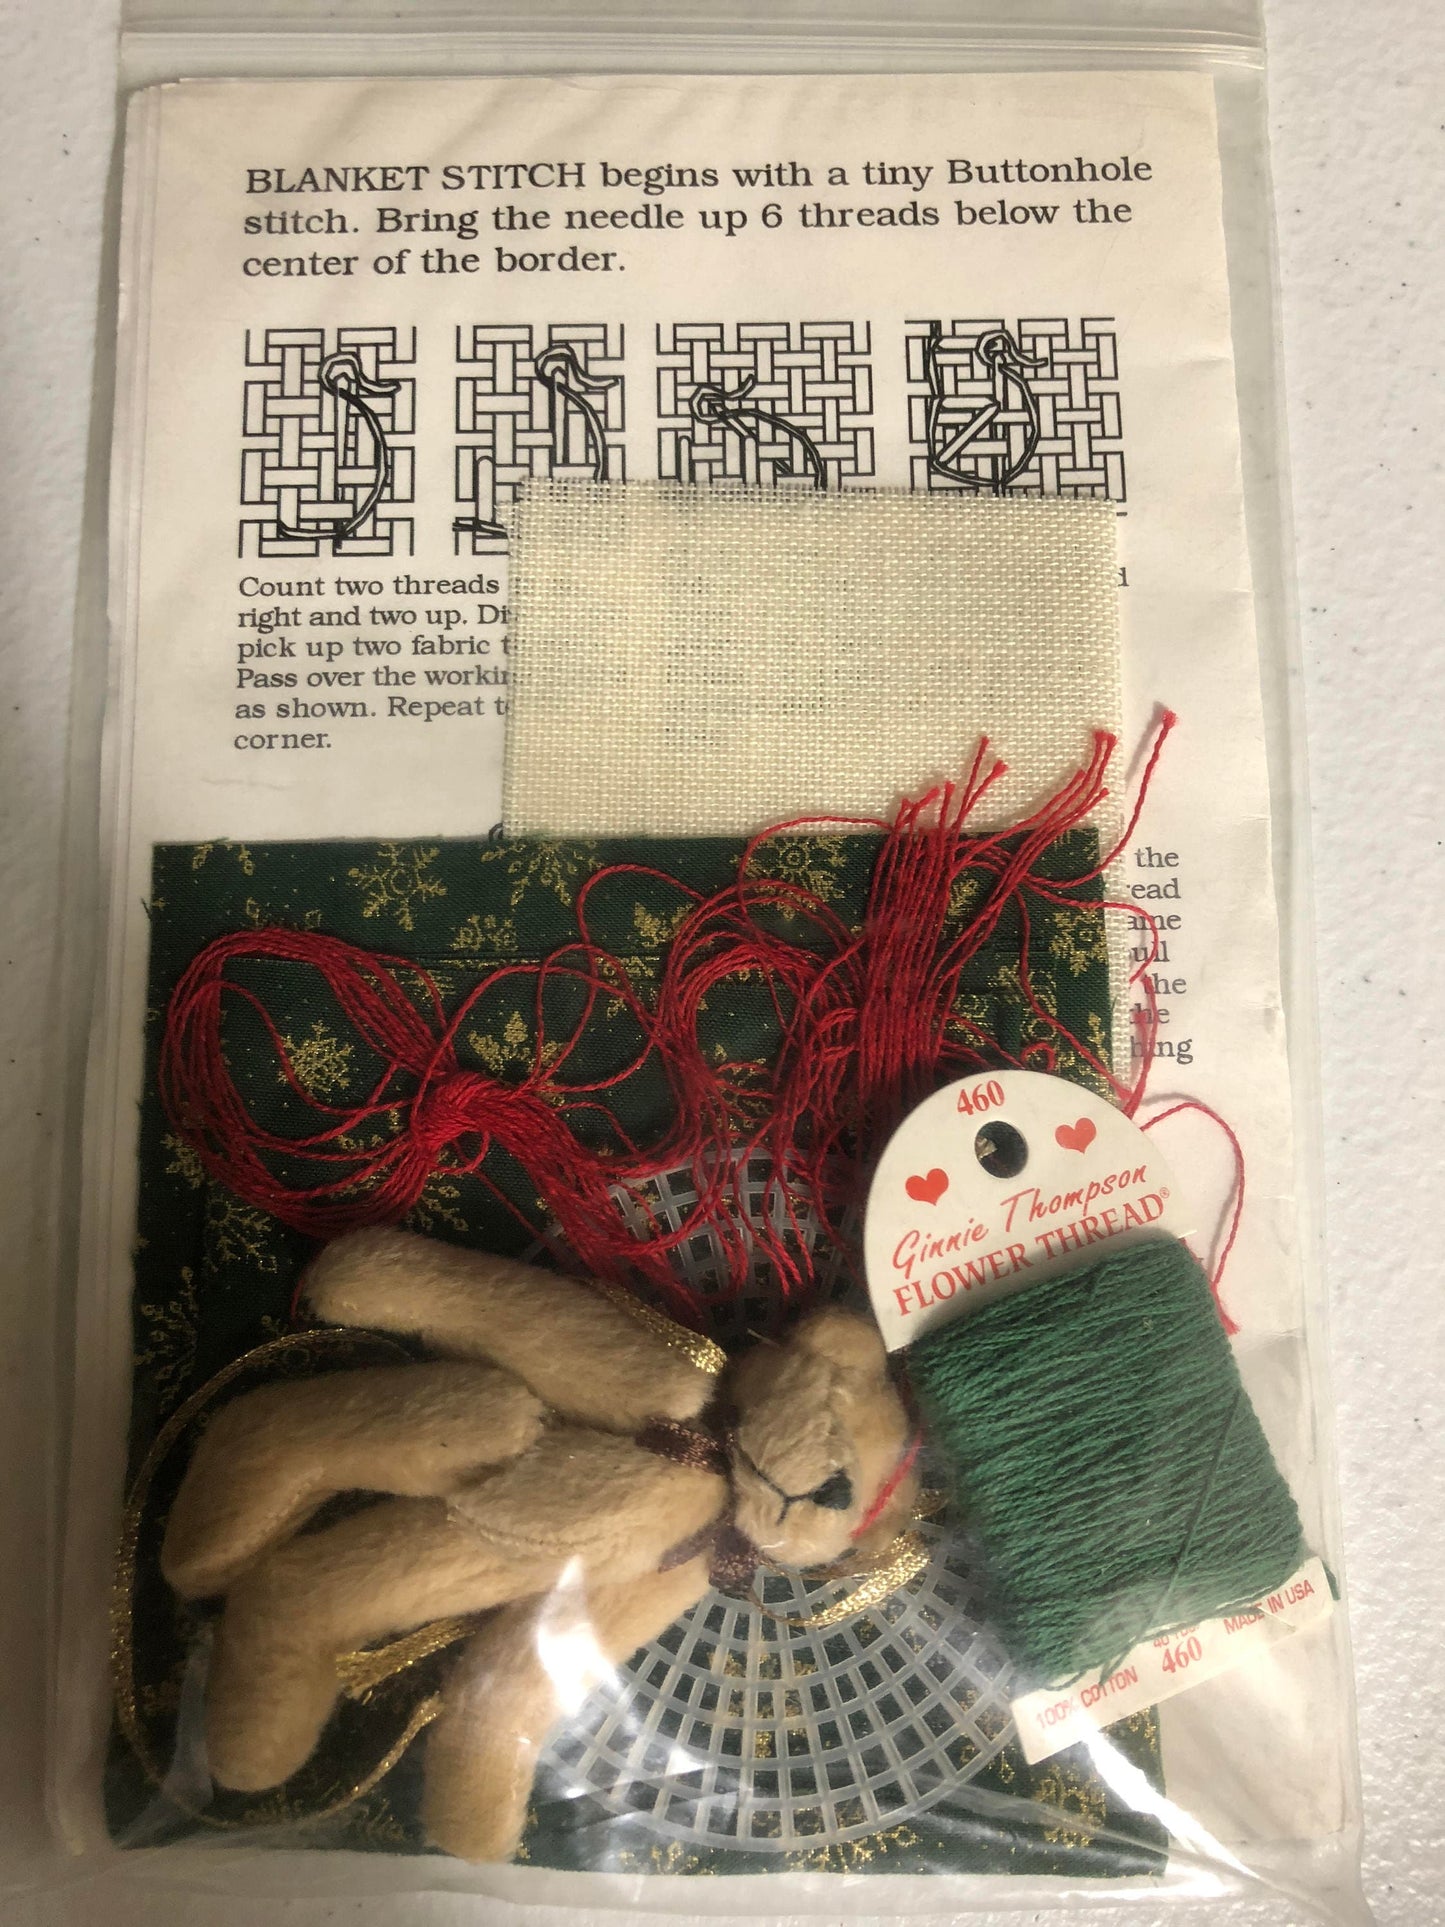 BLANKET STITCH begins with a tiny Buttonhole
stitch. Bring the needle up 6 threads below the
center of the border.
Count two threads
right and two up.
pick up two fabric
Pass over the
as shown. Repeat
corner.
the
ame
the
460
Ginnie Thompson
FLOWER THREAD®
460
100% COTTON
MADE IN USA